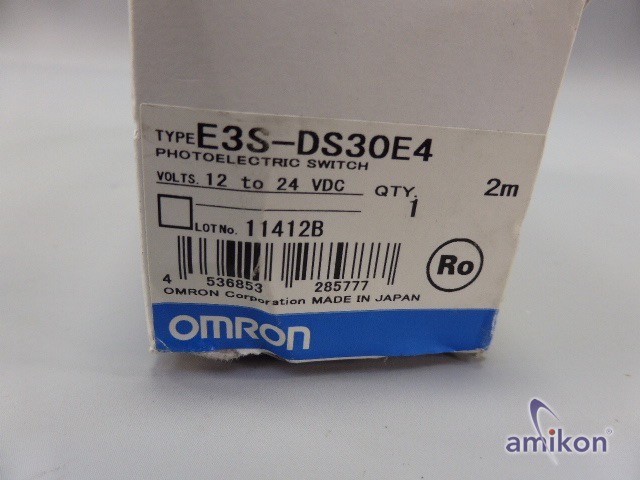 TYPE E3S-DS30E4
PHOTOELECTRIC SWITCH
VOLTS. 12 to 24 VDC QTY. 2m
1
LOT No. 11412B
4 536853 285777
Ro
OMRON Corporation MADE IN JAPAN
OMRON
amikon